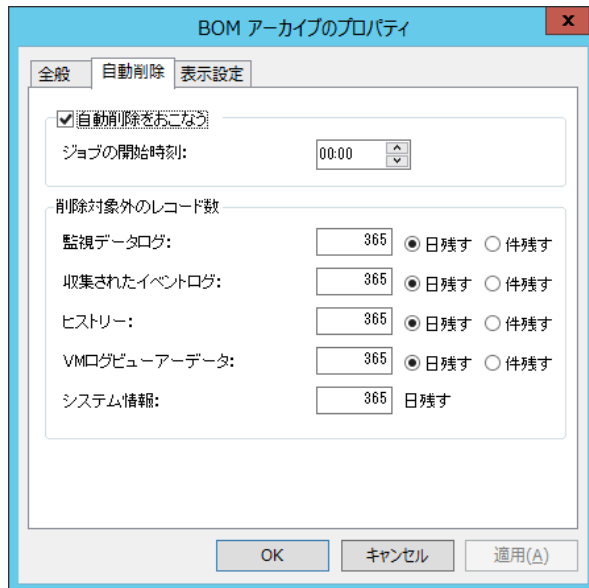 BOM アーカイブのプロパティ
x
全般 自動削除 表示設定
自動削除をおこなう
ジョブの開始時刻: 00:00
削除対象外のレコード数
監視データログ: 365 日残す 件残す
収集されたイベントログ: 365 日残す 件残す
ヒストリー: 365 日残す 件残す
VMログビューアーデータ: 365 日残す 件残す
システム情報: 365 日残す
OK キャンセル 適用(A)